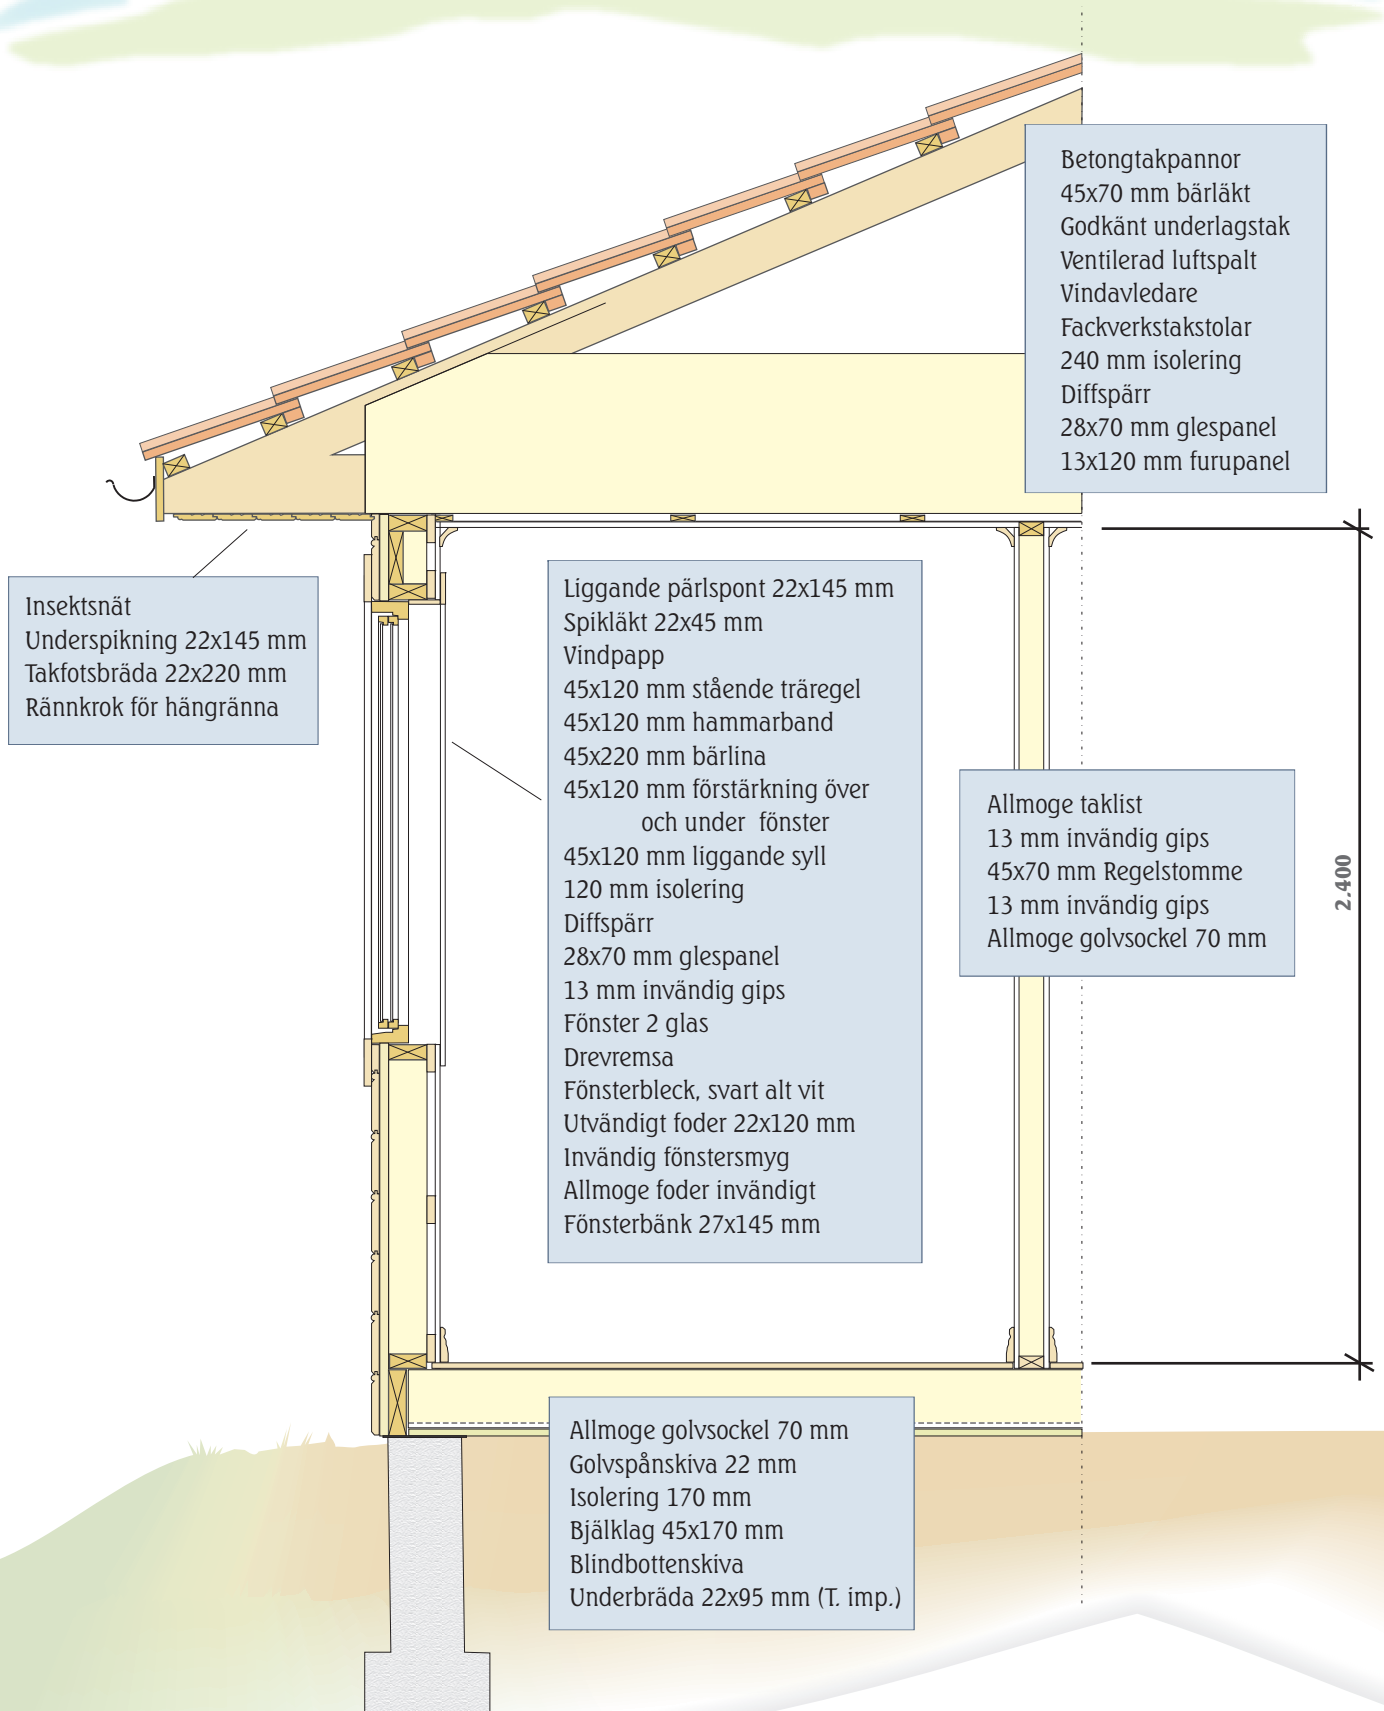 Betongtakpannor
45x70 mm bärläkt
Godkänt underlagstak
Ventilerad luftspalt
Vindavledare
Fackverkstakstolar
240 mm isolering
Diffspärr
28x70 mm glespanel
13x120 mm furupanel
Insektsnät
Underspikning 22x145 mm
Takfotsbräda 22x220 mm
Rännkrok för hängränna
Liggande pärlspont 22x145 mm
Spikläkt 22x45 mm
Vindpapp
45x120 mm stående träregel
45x120 mm hammarband
45x220 mm bärlina
45x120 mm förstärkning över
och under fönster
45x120 mm liggande syll
120 mm isolering
Diffspärr
28x70 mm glespanel
13 mm invändig gips
Fönster 2 glas
Drevremsa
Fönsterbleck, svart alt vit
Utvändigt foder 22x120 mm
Invändig fönstersmyg
Allmoge foder invändigt
Fönsterbänk 27x145 mm
Allmoge taklist
13 mm invändig gips
45x70 mm Regelstomme
13 mm invändig gips
Allmoge golvsockel 70 mm
2.400
Allmoge golvsockel 70 mm
Golvspånskiva 22 mm
Isolering 170 mm
Bjälklag 45x170 mm
Blindbottenskiva
Underbräda 22x95 mm (T. imp.)